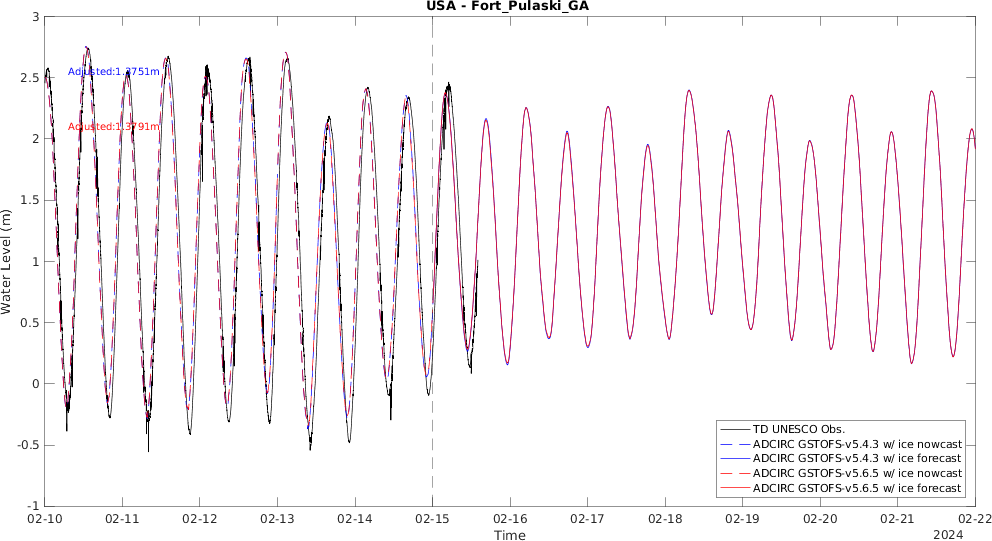 USA - Fort_Pulaski_GA
3
2.5
2
1.5
1
0.5
0
-0.5
-1
Water Level (m)
Adjusted:1.3751m
Adjusted:1.3791m
TD UNESCO Obs.
ADCIRC GSTOFS-v5.4.3 w/ ice nowcast
ADCIRC GSTOFS-v5.4.3 w/ ice forecast
ADCIRC GSTOFS-v5.6.5 w/ ice nowcast
ADCIRC GSTOFS-v5.6.5 w/ ice forecast
02-10 02-11 02-12 02-13 02-14 02-15 02-16 02-17 02-18 02-19 02-20 02-21 02-22
Time
2024